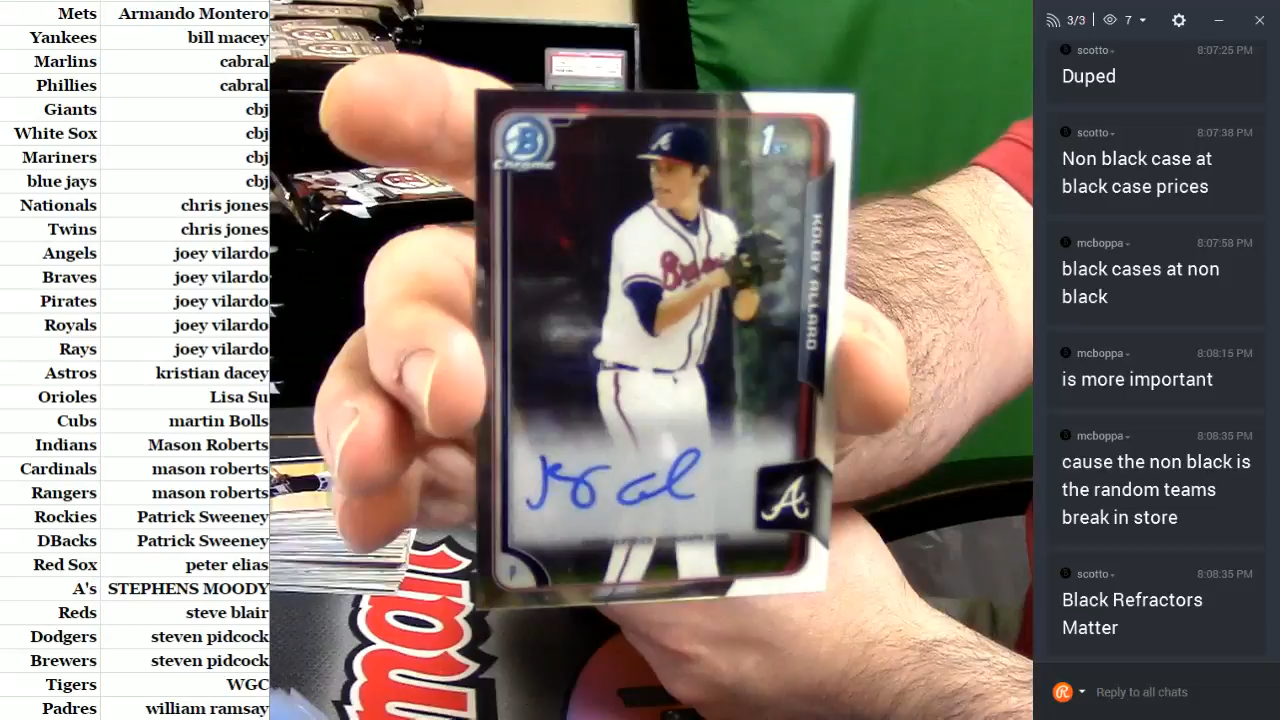 Mets Armando Montero
Yankees bill macey
Marlins cabral
Phillies cabral
Giants cbj
White Sox cbj
Mariners cbj
blue jays cbj
Nationals chris jones
Twins chris jones
Angels joey vilardo
Braves joey vilardo
Pirates joey vilardo
Royals joey vilardo
Rays joey vilardo
Astros kristian dacey
Orioles Lisa Su
Cubs martin Bolls
Indians Mason Roberts
Cardinals mason roberts
Rangers mason roberts
Rockies Patrick Sweeney
DBacks Patrick Sweeney
Red Sox peter elias
A's STEPHENS MOODY
Reds steve blair
Dodgers steven pidcock
Brewers steven pidcock
Tigers WGC
Padres william ramsay
B
Chrome
1st
A
Braves
KOLBY ALLARD
A
P
3/3 7
scotto 8:07:25 PM
Duped
scotto 8:07:38 PM
Non black case at
black case prices
mcboppa 8:07:58 PM
black cases at non
black
mcboppa 8:08:15 PM
is more important
mcboppa 8:08:35 PM
cause the non black is
the random teams
break in store
scotto 8:08:35 PM
Black Refractors
Matter
Reply to all chats